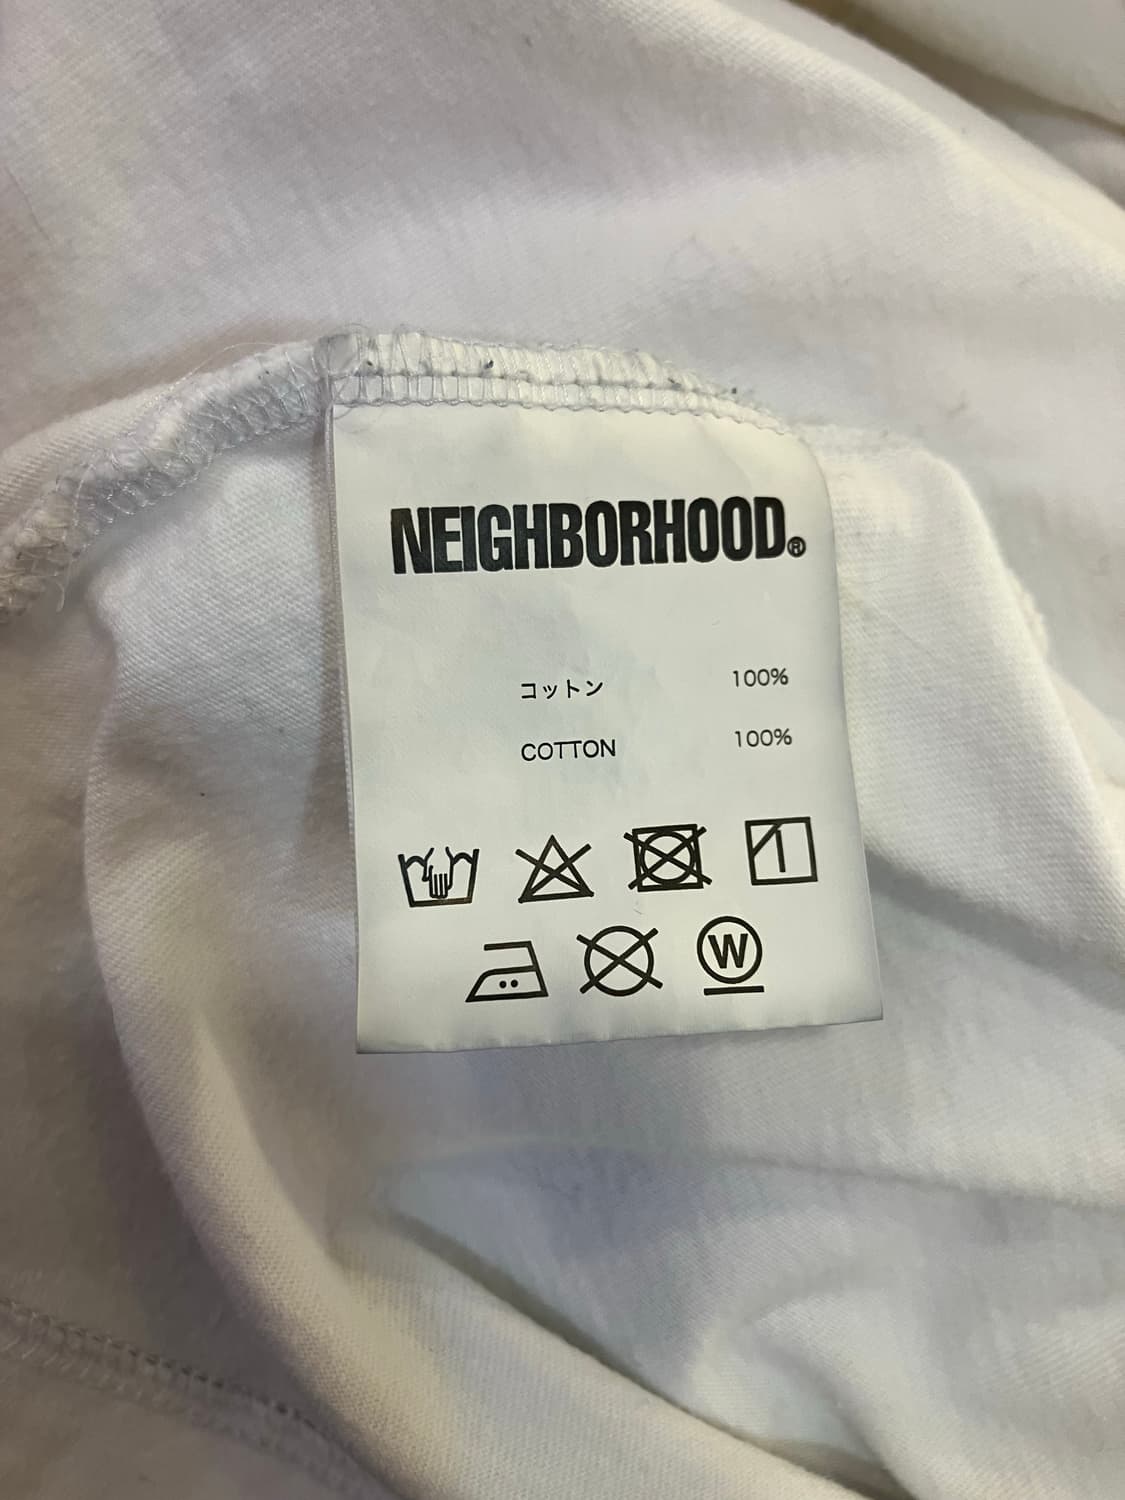 NEIGHBORHOOD®
コットン 100%
COTTON 100%
W